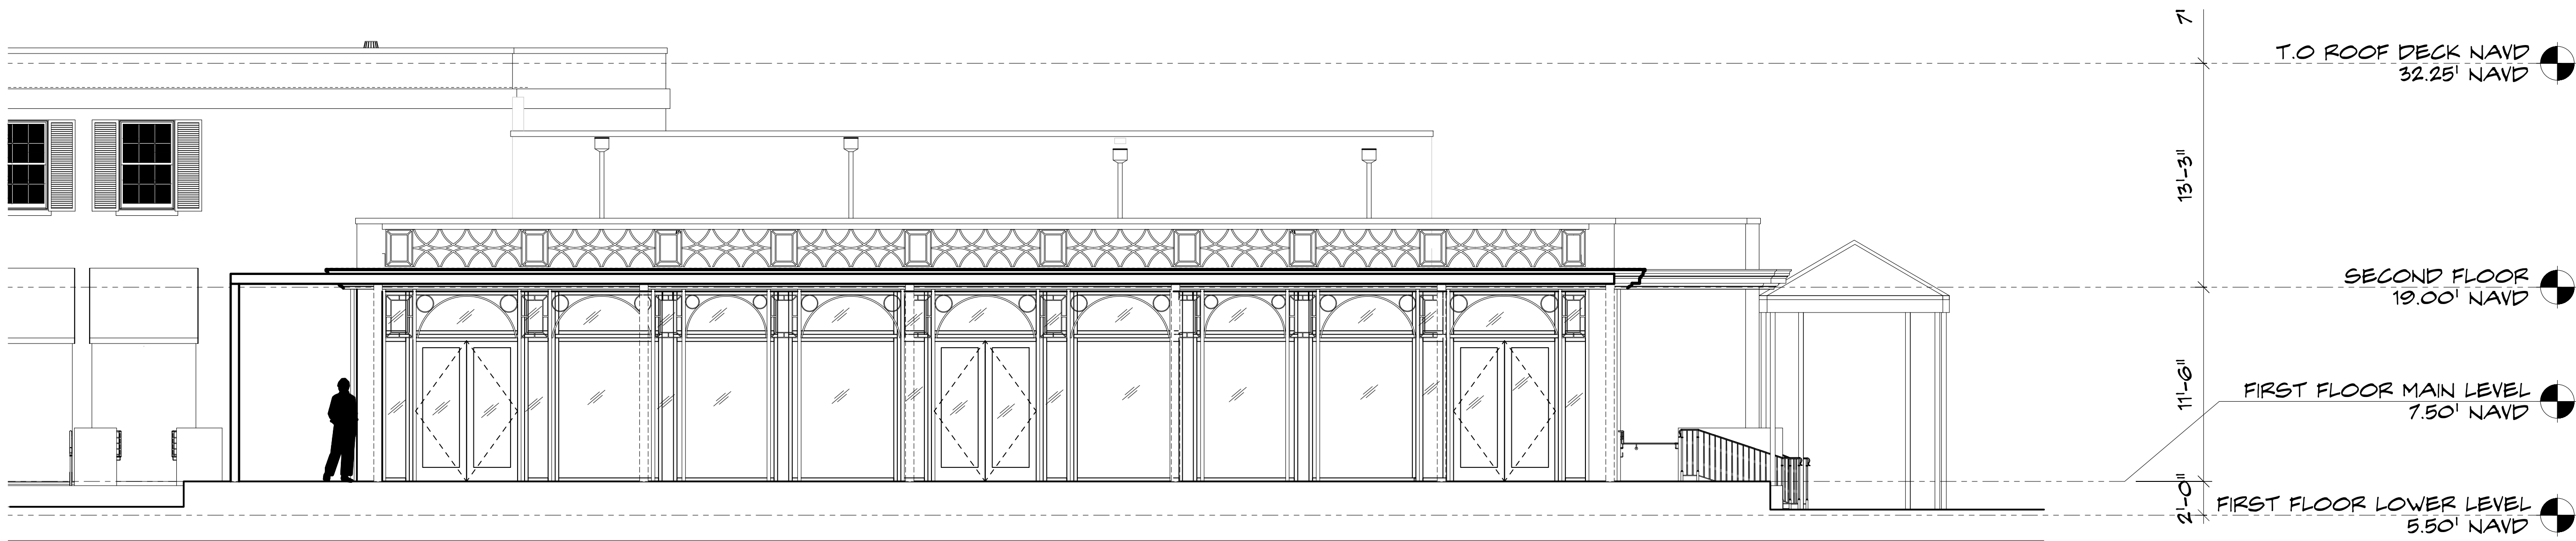 7'
T.O ROOF DECK NAVD
32.25' NAVD
13'-3"
SECOND FLOOR
19.00' NAVD
11'-6"
FIRST FLOOR MAIN LEVEL
7.50' NAVD
2'-0"
FIRST FLOOR LOWER LEVEL
5.50' NAVD